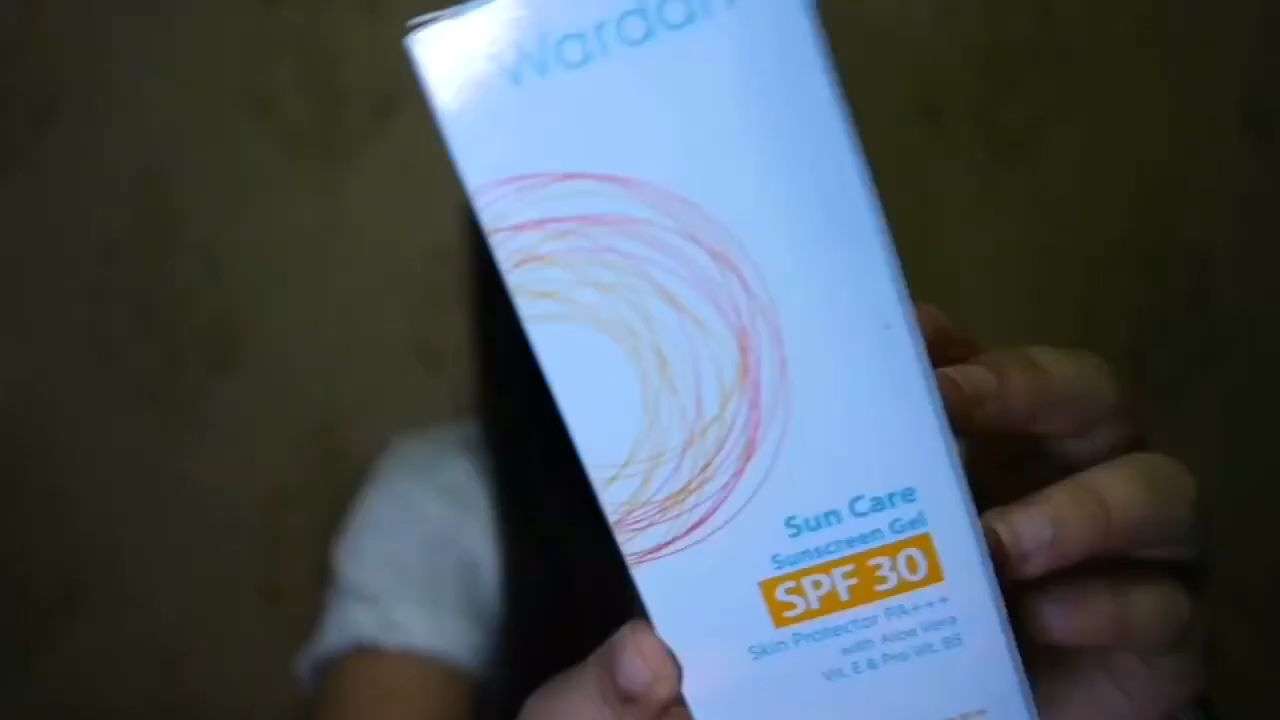 Wardah
Sun Care
Sunscreen Gel
SPF 30
Skin Protector PA+++
with Aloe Vera
Vit. E & Pro Vit. B5